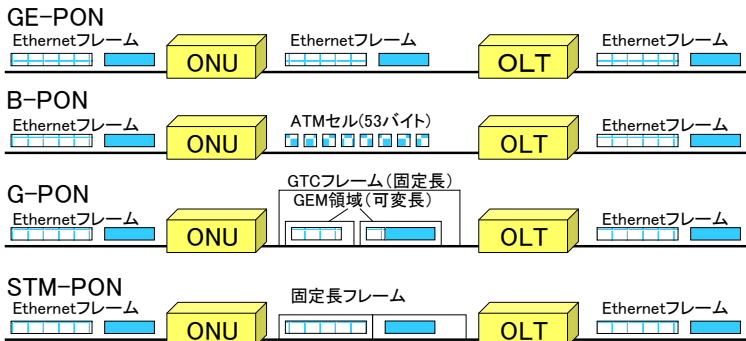 GE-PON
Ethernetフレーム Ethernetフレーム Ethernetフレーム
ONU OLT
B-PON
Ethernetフレーム ATMセル(53バイト) Ethernetフレーム
ONU OLT
G-PON
GTCフレーム(固定長)
GEM領域(可変長)
Ethernetフレーム Ethernetフレーム
ONU OLT
STM-PON
Ethernetフレーム 固定長フレーム Ethernetフレーム
ONU OLT